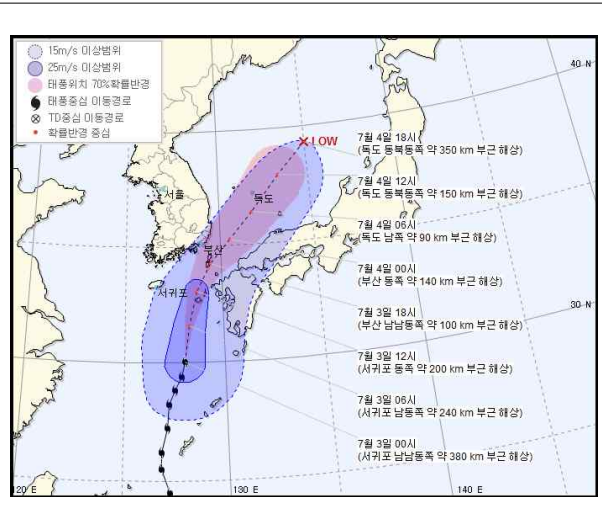 15m/s 이상범위
25m/s 이상범위
태풍위치 70%확률반경
태풍중심 이동경로
TD중심 이동경로
확률반경 중심
40 N
LOW
7월 4일 18시
(독도 동북동쪽 약 350 km 부근 해상)
7월 4일 12시
(독도 동북동쪽 약 150 km 부근 해상)
서울
독도
7월 4일 06시
(독도 남쪽 약 90 km 부근 해상)
부산
7월 4일 00시
(부산 동쪽 약 140 km 부근 해상)
서귀포
30 N
7월 3일 18시
(부산 남남동쪽 약 100 km 부근 해상)
7월 3일 12시
(서귀포 동쪽 약 200 km 부근 해상)
7월 3일 06시
(서귀포 남동쪽 약 240 km 부근 해상)
7월 3일 00시
(서귀포 남남동쪽 약 380 km 부근 해상)
120 E
130 E
140 E